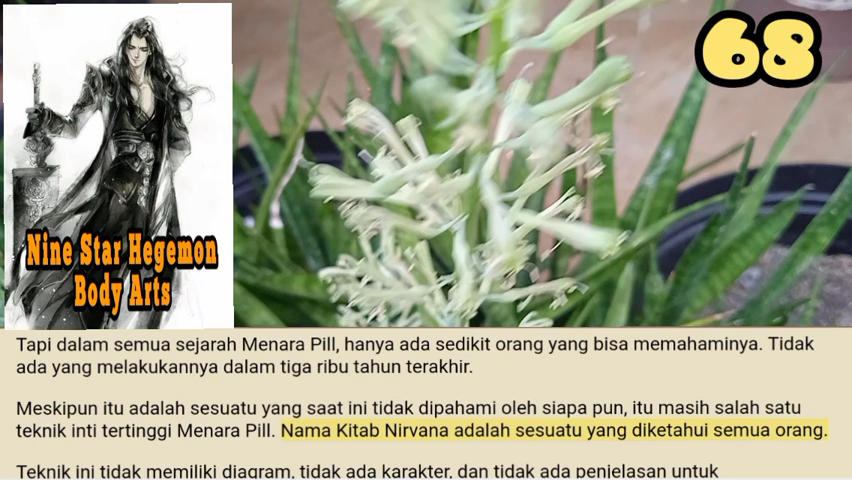 68
Nine Star Hegemon
Body Arts
Tapi dalam semua sejarah Menara Pill, hanya ada sedikit orang yang bisa memahaminya. Tidak
ada yang melakukannya dalam tiga ribu tahun terakhir.
Meskipun itu adalah sesuatu yang saat ini tidak dipahami oleh siapa pun, itu masih salah satu
teknik inti tertinggi Menara Pill. Nama Kitab Nirvana adalah sesuatu yang diketahui semua orang.
Teknik ini tidak memiliki diagram, tidak ada karakter, dan tidak ada penjelasan untuk